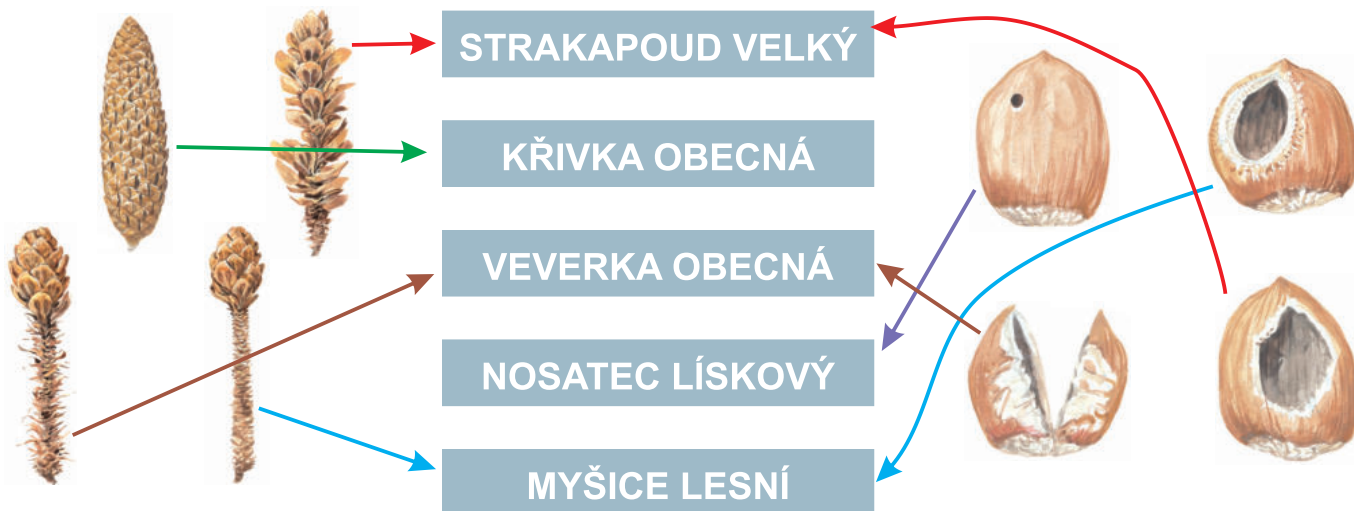 STRAKAPOUD VELKÝ
KŘIVKA OBECNÁ
VEVERKA OBECNÁ
NOSATEC LÍSKOVÝ
MYŠICE LESNÍ